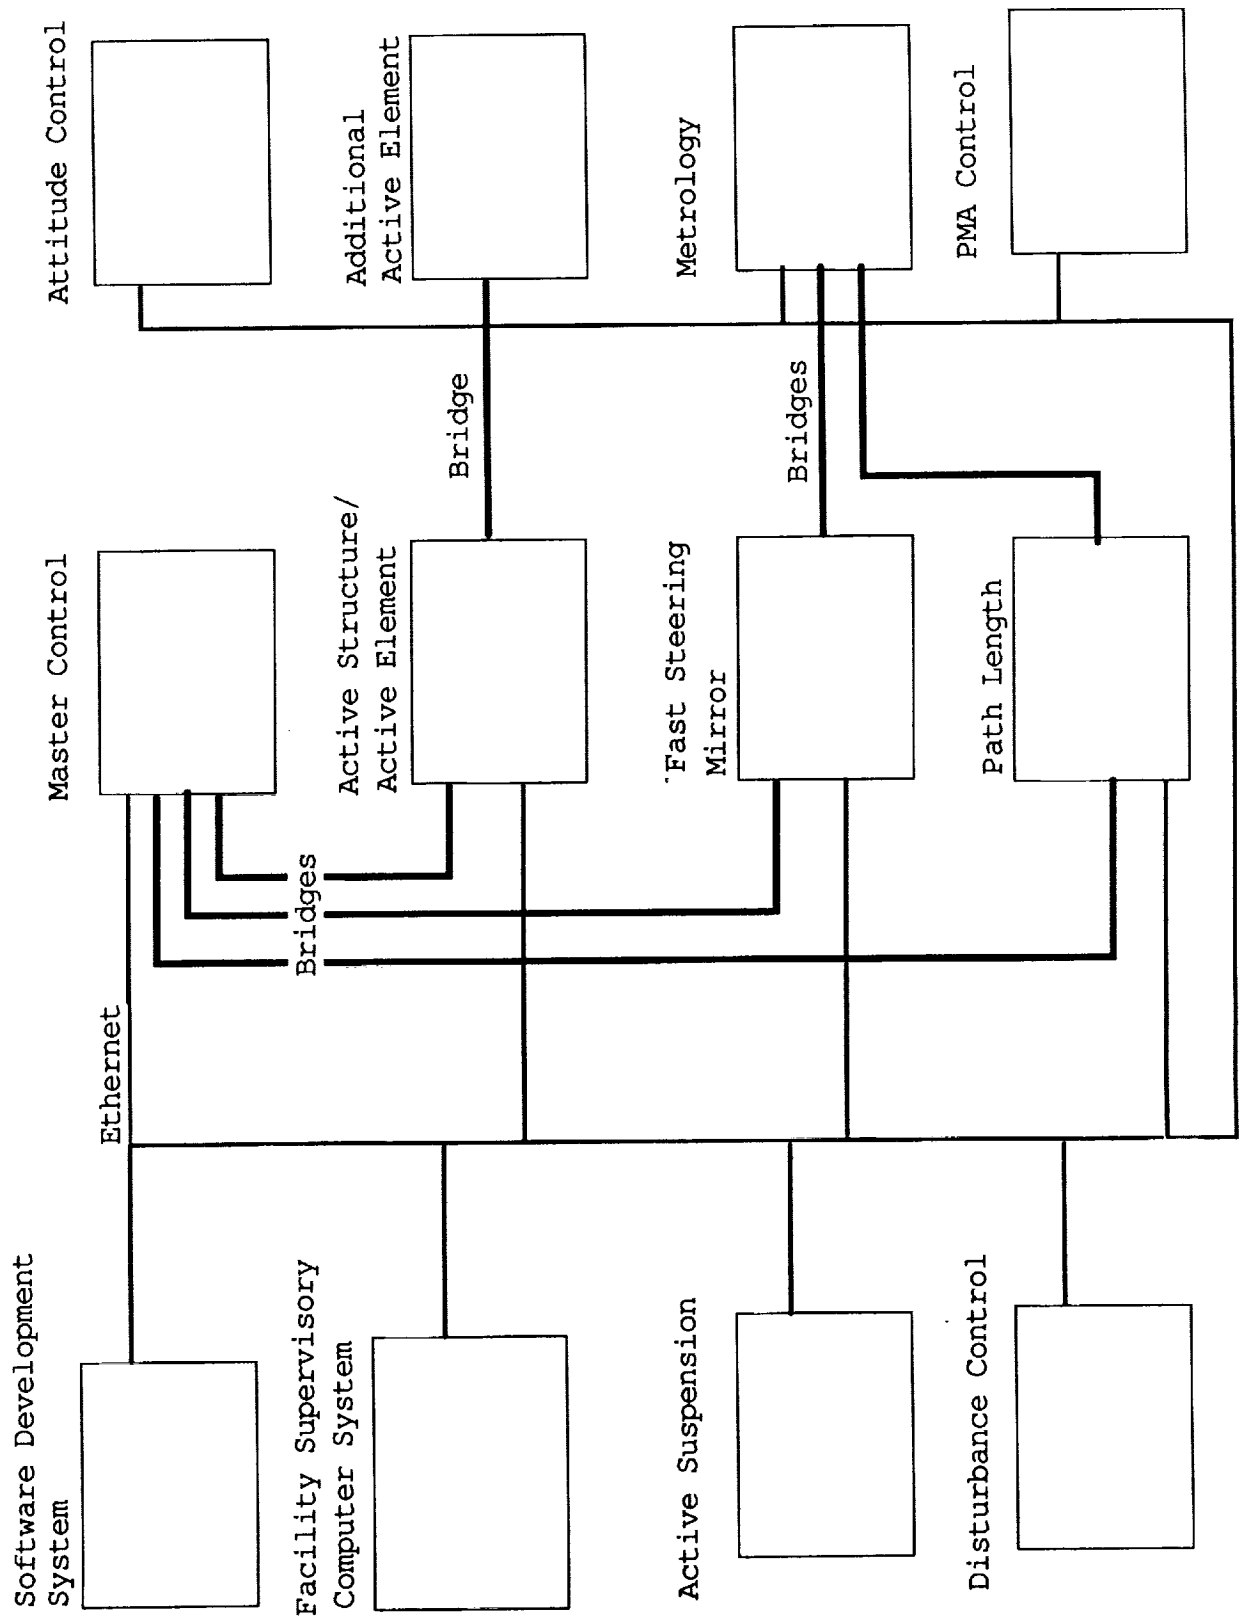 Software Development
System
Ethernet
Master Control
Attitude Control
Facility Supervisory
Computer System
Bridges
Active Structure/
Active Element
Bridge
Additional
Active Element
Active Suspension
Fast Steering
Mirror
Bridges
Metrology
Disturbance Control
Path Length
PMA Control